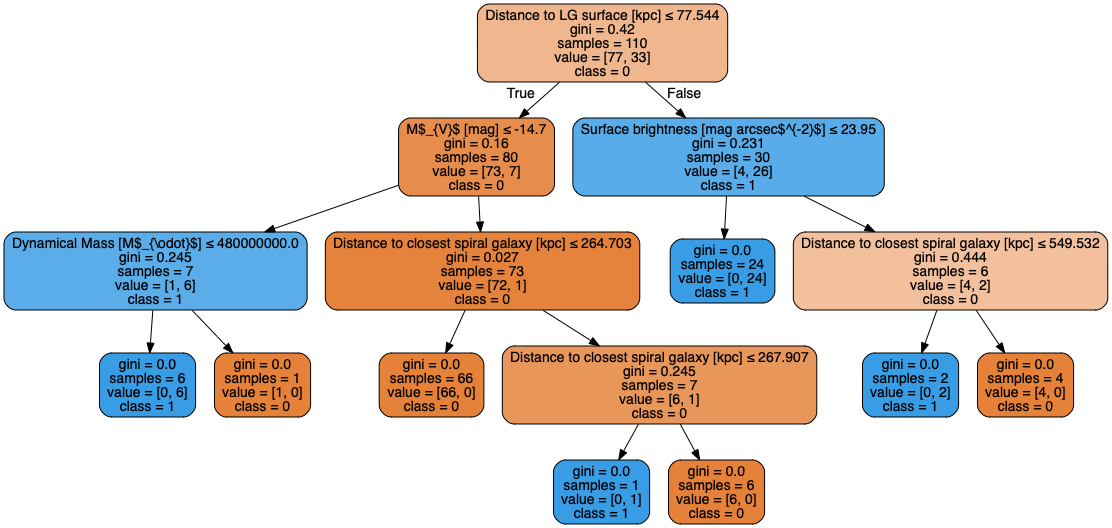 Distance to LG surface [kpc] ≤ 77.544
gini = 0.42
samples = 110
value = [77, 33]
class = 0
True
False
M$_{V}$ [mag] ≤ -14.7
gini = 0.16
samples = 80
value = [73, 7]
class = 0
Surface brightness [mag arcsec$^{-2}$] ≤ 23.95
gini = 0.231
samples = 30
value = [4, 26]
class = 1
Dynamical Mass [M$_{\odot}$] ≤ 480000000.0
gini = 0.245
samples = 7
value = [1, 6]
class = 1
Distance to closest spiral galaxy [kpc] ≤ 264.703
gini = 0.027
samples = 73
value = [72, 1]
class = 0
gini = 0.0
samples = 24
value = [0, 24]
class = 1
Distance to closest spiral galaxy [kpc] ≤ 549.532
gini = 0.444
samples = 6
value = [4, 2]
class = 0
gini = 0.0
samples = 6
value = [0, 6]
class = 1
gini = 0.0
samples = 1
value = [1, 0]
class = 0
gini = 0.0
samples = 66
value = [66, 0]
class = 0
Distance to closest spiral galaxy [kpc] ≤ 267.907
gini = 0.245
samples = 7
value = [6, 1]
class = 0
gini = 0.0
samples = 2
value = [0, 2]
class = 1
gini = 0.0
samples = 4
value = [4, 0]
class = 0
gini = 0.0
samples = 1
value = [0, 1]
class = 1
gini = 0.0
samples = 6
value = [6, 0]
class = 0